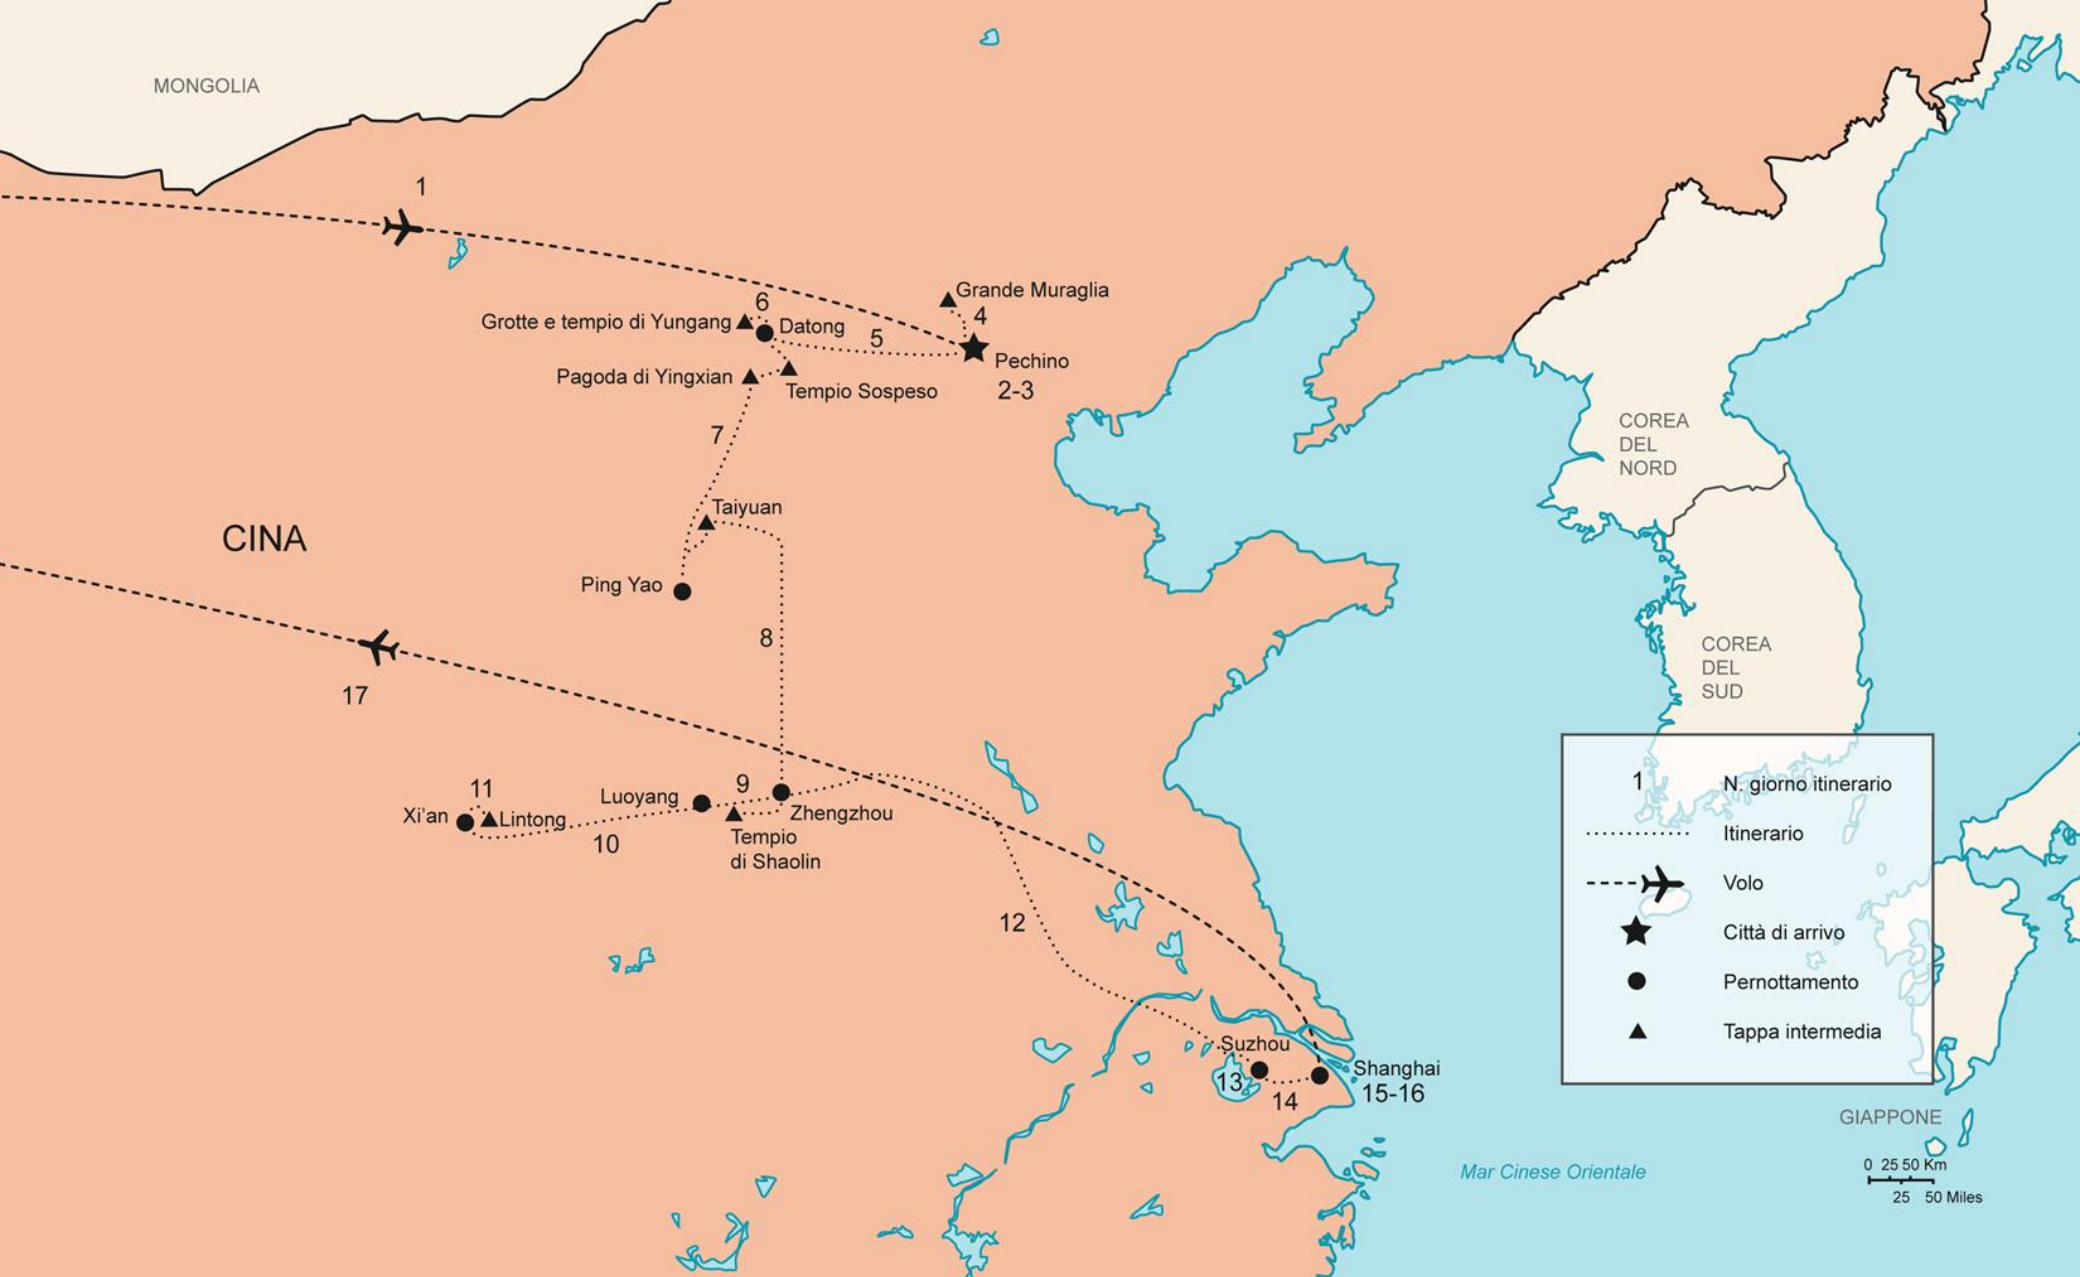 MONGOLIA
1
Grande Muraglia
6
4
Grotte e tempio di Yungang
Datong
5
Pechino
2-3
Pagoda di Yingxian
Tempio Sospeso
7
COREA
DEL
NORD
Taiyuan
CINA
Ping Yao
8
COREA
DEL
SUD
17
11
9
Luoyang
Xi'an
Lintong
Zhengzhou
10
Tempio
di Shaolin
12
1 N. giorno itinerario
Itinerario
Volo
Città di arrivo
Pernottamento
Tappa intermedia
Suzhou
13
14
Shanghai
15-16
GIAPPONE
Mar Cinese Orientale
0 25 50 Km
25 50 Miles